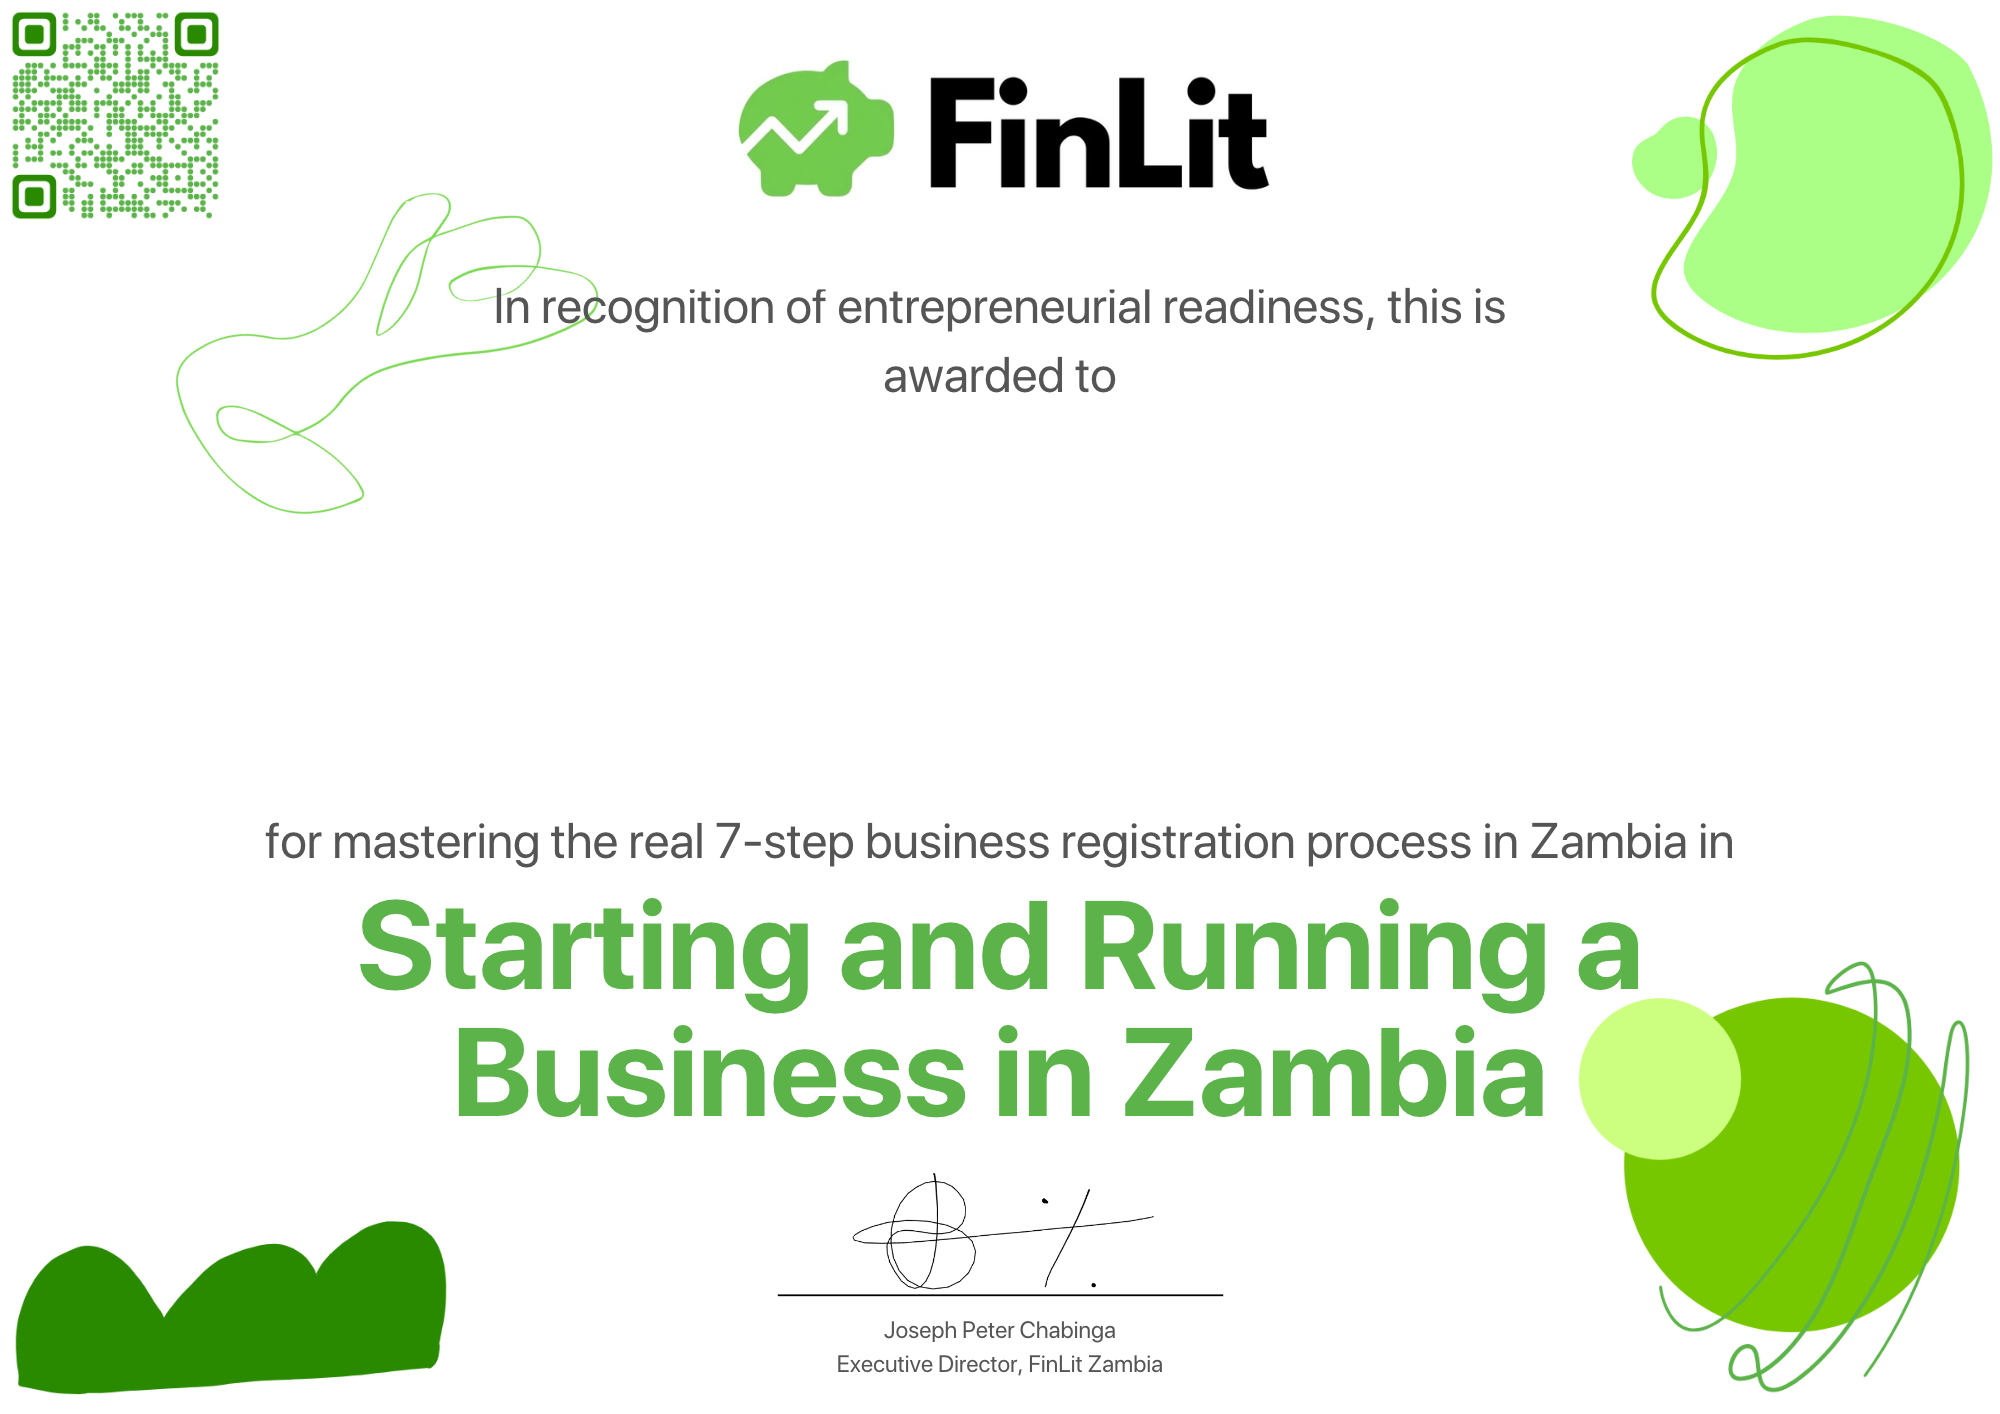 FinLit
In recognition of entrepreneurial readiness, this is
awarded to
for mastering the real 7-step business registration process in Zambia in
Starting and Running a
Business in Zambia
Joseph Peter Chabinga
Executive Director, FinLit Zambia